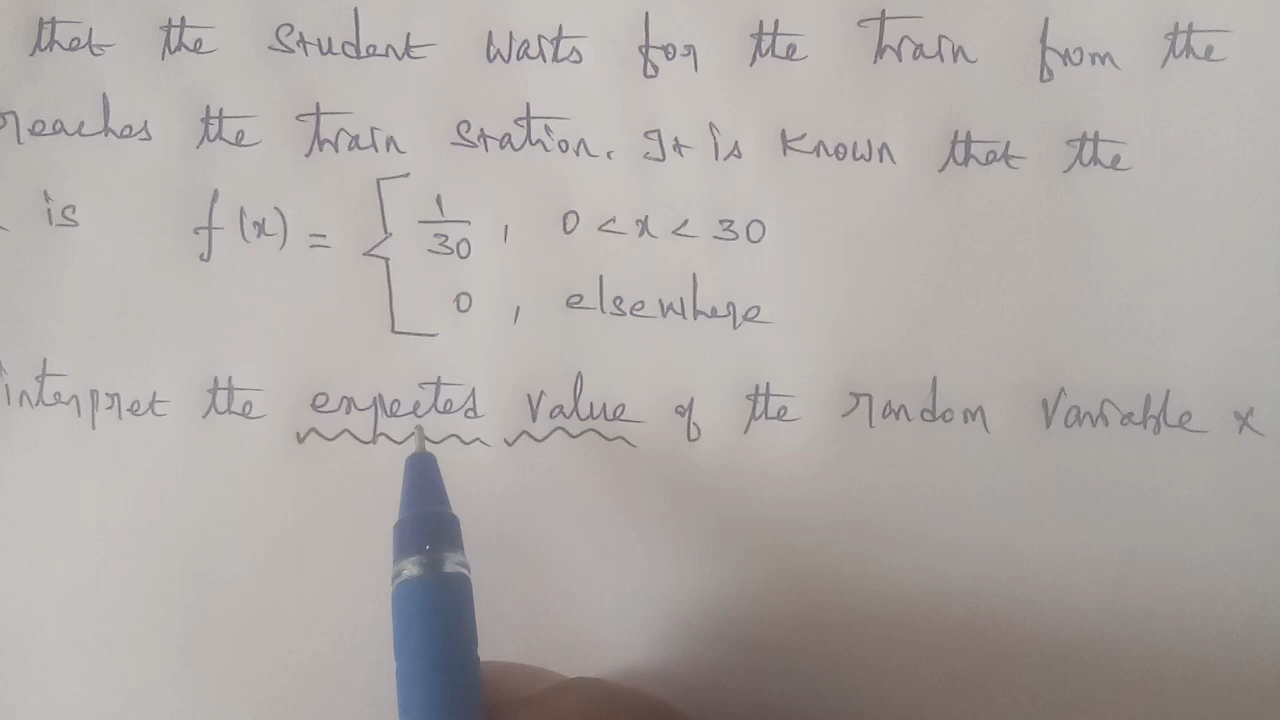 that the student waits for the train from the
reaches the train station. It is known that the
is f(x) = { 1/30 , 0 < x < 30
0 , elsewhere
interpret the expected value of the random variable x